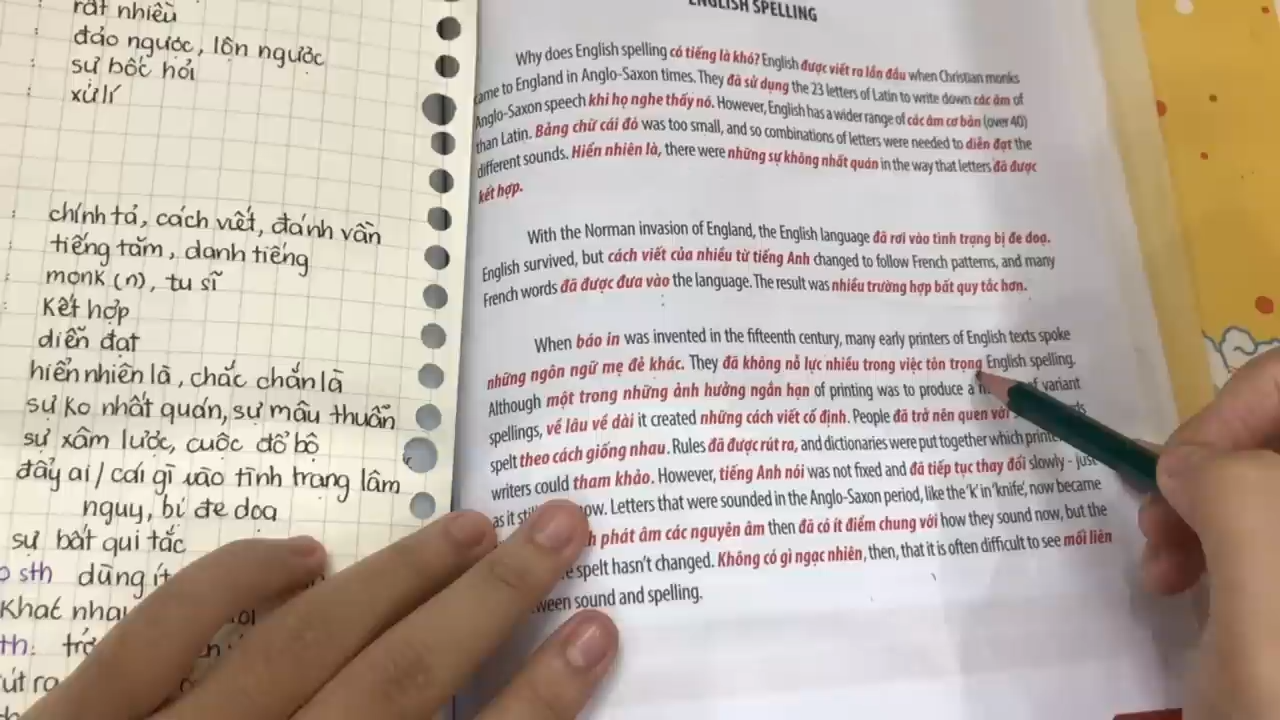 rất nhiều
: đảo ngược, lộn ngược
: sự bốc hỏi
: xử lí
: chính tả, cách viết, đánh vần
: tiếng tăm, danh tiếng
: monk (n), tu sĩ
: kết hợp
diễn đạt
hiển nhiên là, chắc chắn là
sự ko nhất quán, sự mâu thuẫn
sự xâm lược, cuộc đổ bộ
đẩy ai / cái gì vào tình trạng lâm
nguy, bị đe dọa
sự bất qui tắc
sth dùng ít
khác nhau
th: trở
út ra
ENGLISH SPELLING
Why does English spelling có tiếng là khó? English được viết ra lần đầu when Christian monks
came to England in Anglo-Saxon times. They đã sử dụng the 23 letters of Latin to write down các âm of
Anglo-Saxon speech khi họ nghe thấy nó. However, English has a wider range of các âm cơ bản (over 40)
than Latin. Bảng chữ cái đó was too small, and so combinations of letters were needed to diễn đạt the
different sounds. Hiển nhiên là, there were những sự không nhất quán in the way that letters đã được
kết hợp.
With the Norman invasion of England, the English language đã rơi vào tình trạng bị đe doạ.
English survived, but cách viết của nhiều từ tiếng Anh changed to follow French patterns, and many
French words đã được đưa vào the language. The result was nhiều trường hợp bất quy tắc hơn.
When báo in was invented in the fifteenth century, many early printers of English texts spoke
những ngôn ngữ mẹ đẻ khác. They đã không nỗ lực nhiều trong việc tôn trọng English spelling.
Although một trong những ảnh hưởng ngắn hạn of printing was to produce a of variant
spellings, về lâu về dài it created những cách viết cố định. People đã trở nên quen với
spelt theo cách giống nhau. Rules đã được rút ra, and dictionaries were put together which
writers could tham khảo. However, tiếng Anh nói was not fixed and đã tiếp tục thay đổi slowly - just
as it now. Letters that were sounded in the Anglo-Saxon period, like the 'k' in 'knife', now became
phát âm các nguyên âm then đã có ít điểm chung với how they sound now, but the
spelt hasn't changed. Không có gì ngạc nhiên, then, that it is often difficult to see mối liên
between sound and spelling.